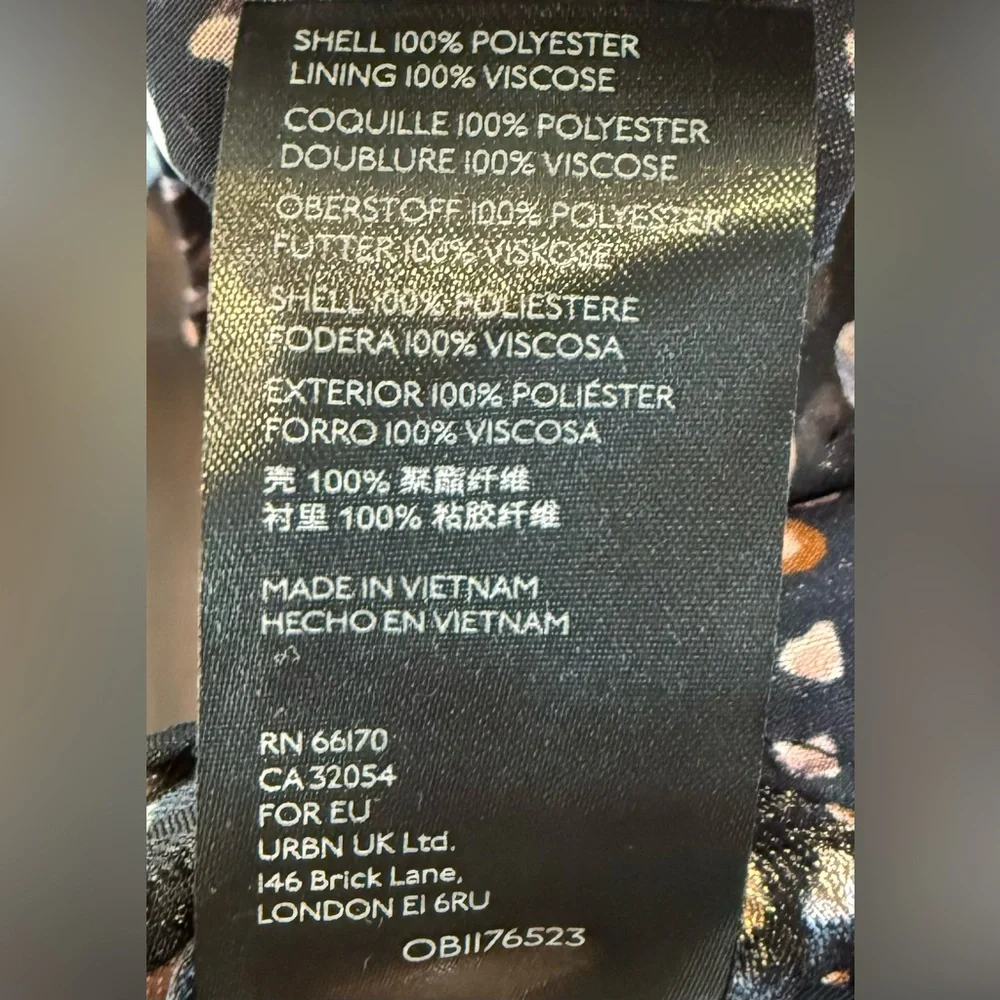 SHELL 100% POLYESTER
LINING 100% VISCOSE
COQUILLE 100% POLYESTER
DOUBLURE 100% VISCOSE
OBERSTOFF 100% POLYESTER
FUTTER 100% VISKOSE
SHELL 100% POLIESTERE
FODERA 100% VISCOSA
EXTERIOR 100% POLIÉSTER
FORRO 100% VISCOSA
壳 100% 聚酯纤维
衬里 100% 粘胶纤维
MADE IN VIETNAM
HECHO EN VIETNAM
RN 66170
CA 32054
FOR EU
URBN UK Ltd.
146 Brick Lane,
LONDON E1 6RU
OB1176523